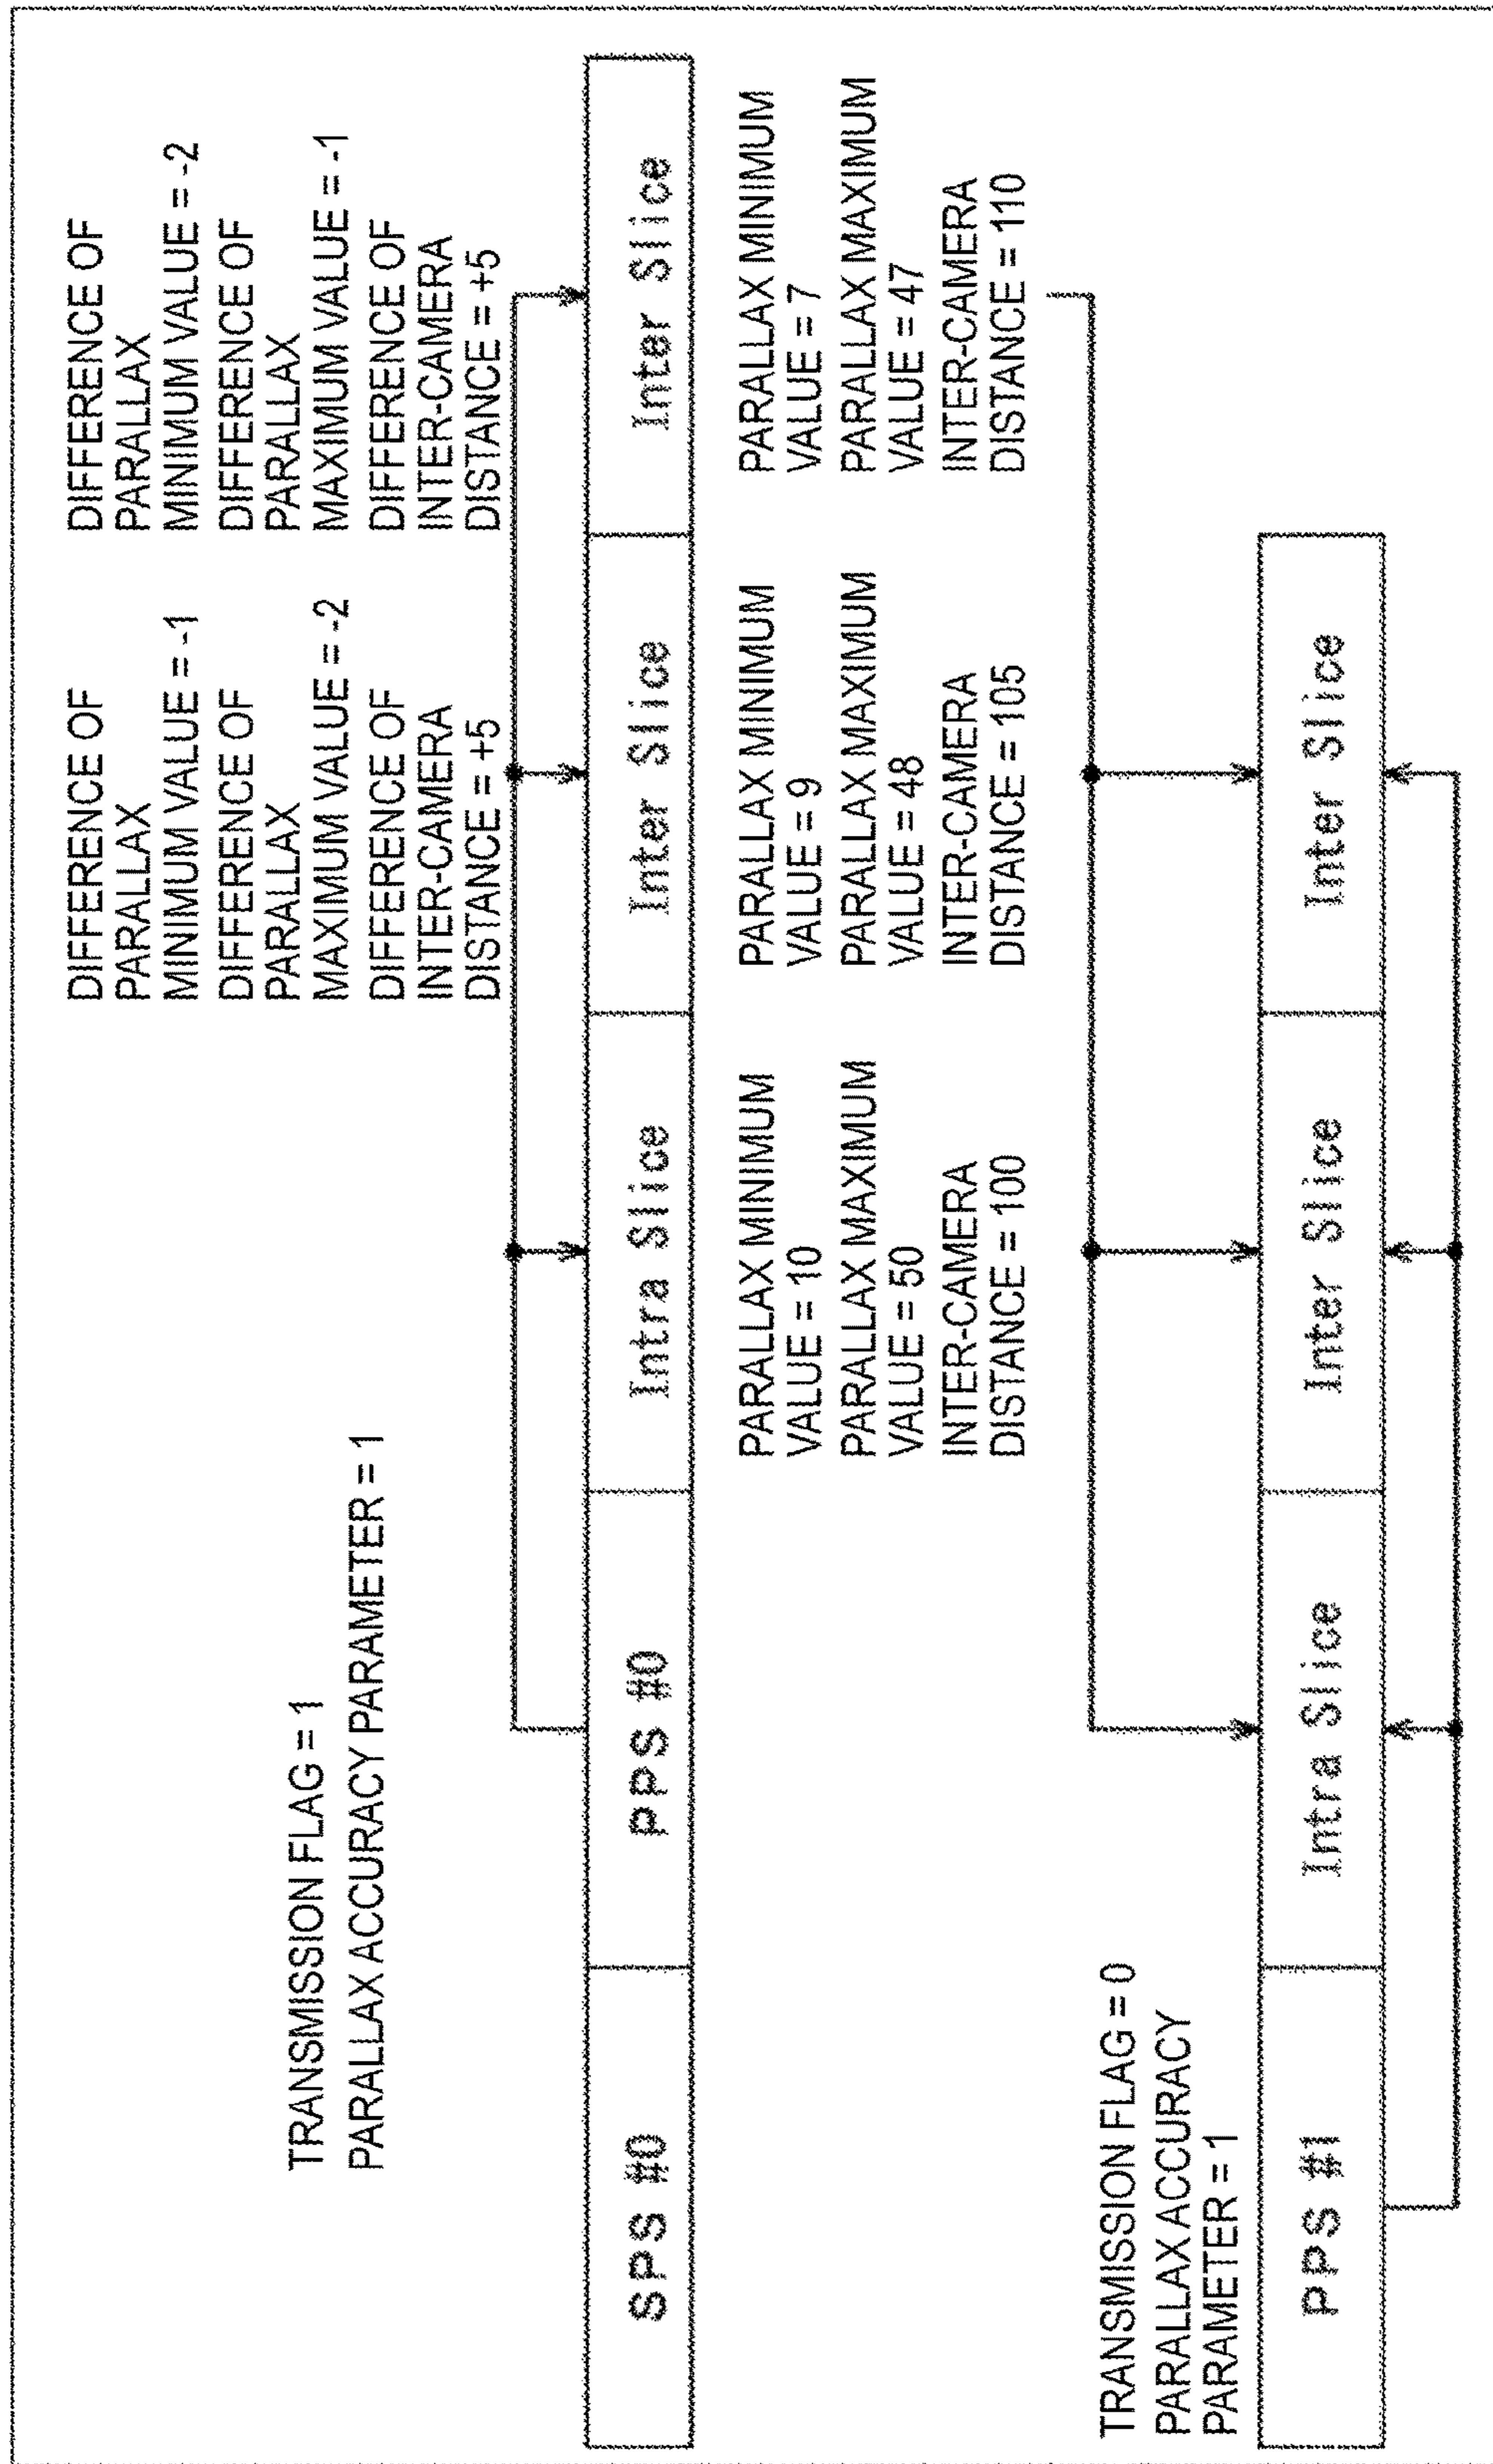 TRANSMISSION FLAG = 1
PARALLAX ACCURACY PARAMETER = 1
DIFFERENCE OF
PARALLAX
MINIMUM VALUE = -1
DIFFERENCE OF
PARALLAX
MAXIMUM VALUE = -2
DIFFERENCE OF
INTER-CAMERA
DISTANCE = +5
DIFFERENCE OF
PARALLAX
MINIMUM VALUE = -2
DIFFERENCE OF
PARALLAX
MAXIMUM VALUE = -1
DIFFERENCE OF
INTER-CAMERA
DISTANCE = +5
SPS #0
PPS #0
Intra Slice
Inter Slice
Inter Slice
PARALLAX MINIMUM
VALUE = 10
PARALLAX MAXIMUM
VALUE = 50
INTER-CAMERA
DISTANCE = 100
PARALLAX MINIMUM
VALUE = 9
PARALLAX MAXIMUM
VALUE = 48
INTER-CAMERA
DISTANCE = 105
PARALLAX MINIMUM
VALUE = 7
PARALLAX MAXIMUM
VALUE = 47
INTER-CAMERA
DISTANCE = 110
TRANSMISSION FLAG = 0
PARALLAX ACCURACY
PARAMETER = 1
PPS #1
Intra Slice
Inter Slice
Inter Slice